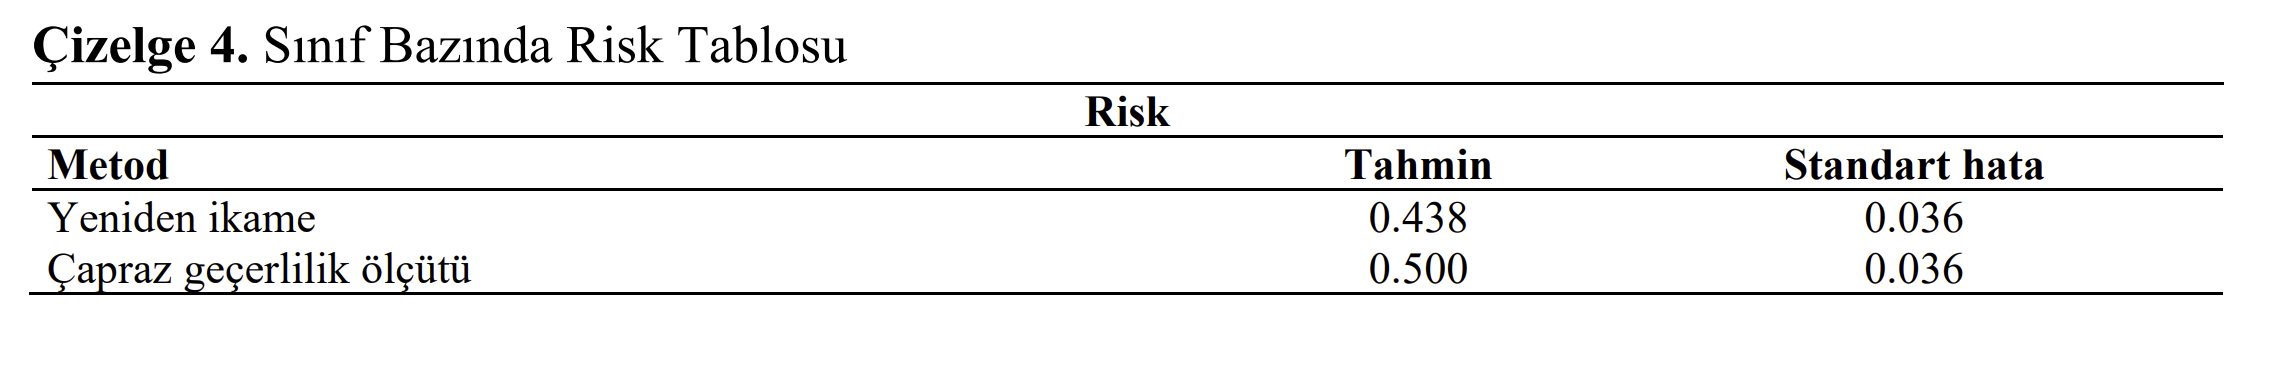 Çizelge 4. Sınıf Bazında Risk Tablosu
Risk
Metod Tahmin Standart hata
Yeniden ikame 0.438 0.036
Çapraz geçerlilik ölçütü 0.500 0.036